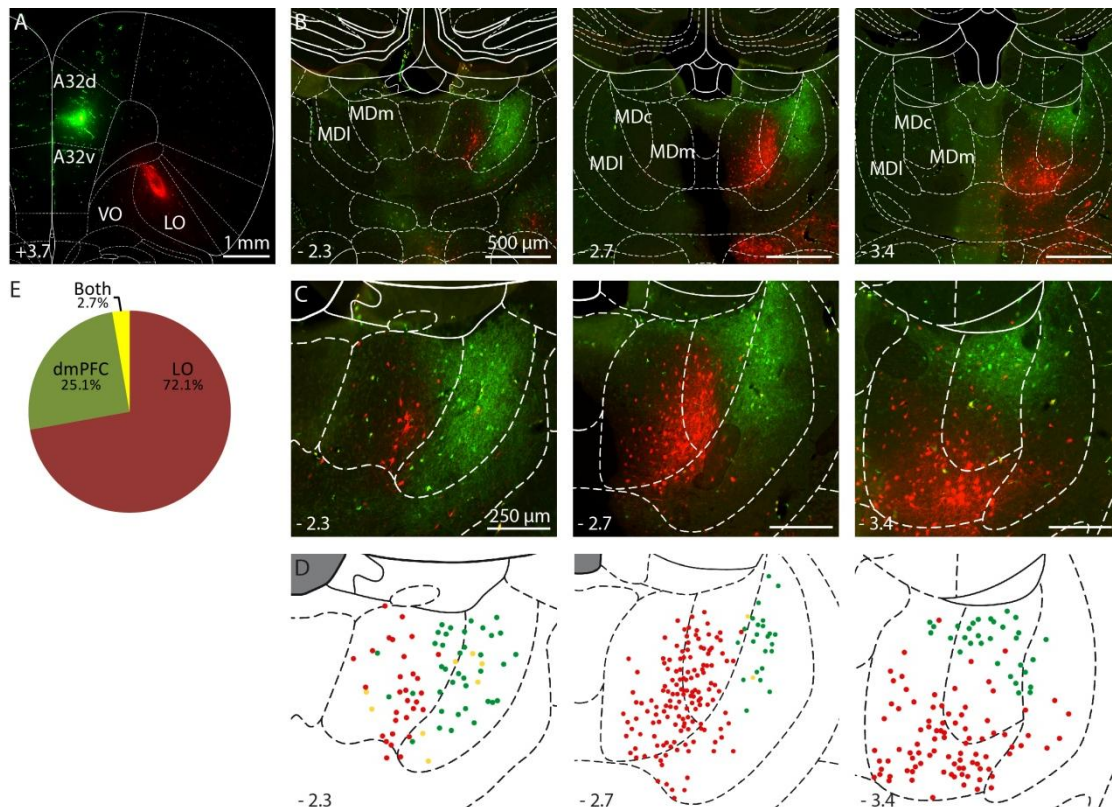 A
A32d
A32v
VO
LO
+3.7
1 mm
B
MDm
MDl
- 2.3
500 µm
MDc
MDl
MDm
- 2.7
MDc
MDl
MDm
- 3.4
E
Both
2.7%
dmPFC
25.1%
LO
72.1%
C
- 2.3
250 µm
- 2.7
- 3.4
D
- 2.3
- 2.7
- 3.4